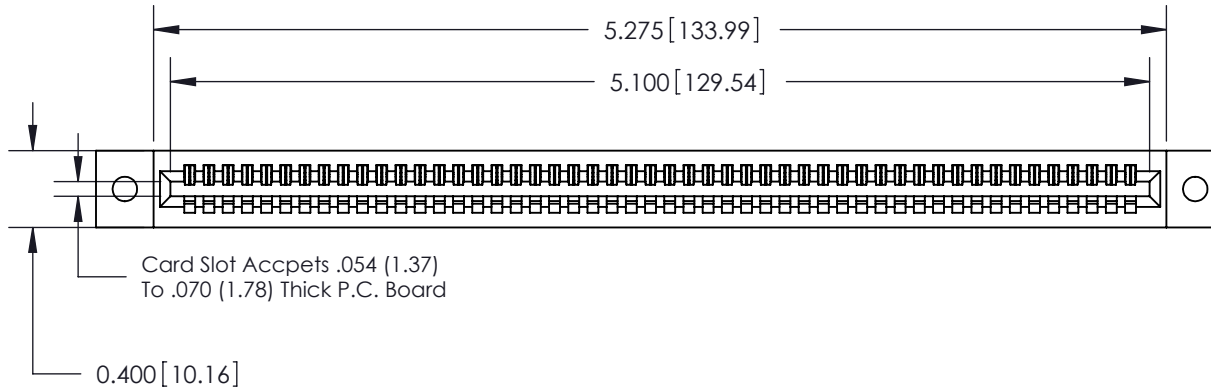 5.275[133.99]
5.100[129.54]
Card Slot Accpets .054 (1.37)
To .070 (1.78) Thick P.C. Board
0.400[10.16]